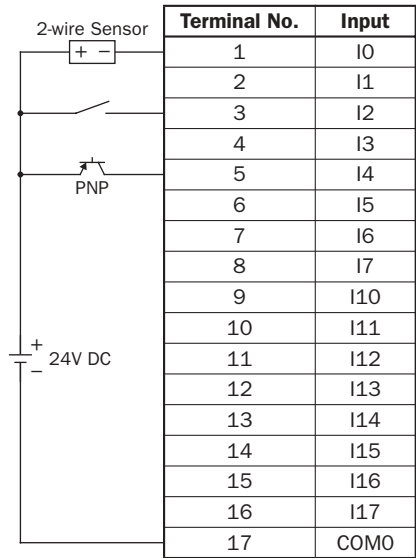 2-wire Sensor
+ −
PNP
+
24V DC
−
Terminal No. Input
1 I0
2 I1
3 I2
4 I3
5 I4
6 I5
7 I6
8 I7
9 I10
10 I11
11 I12
12 I13
13 I14
14 I15
15 I16
16 I17
17 COM0